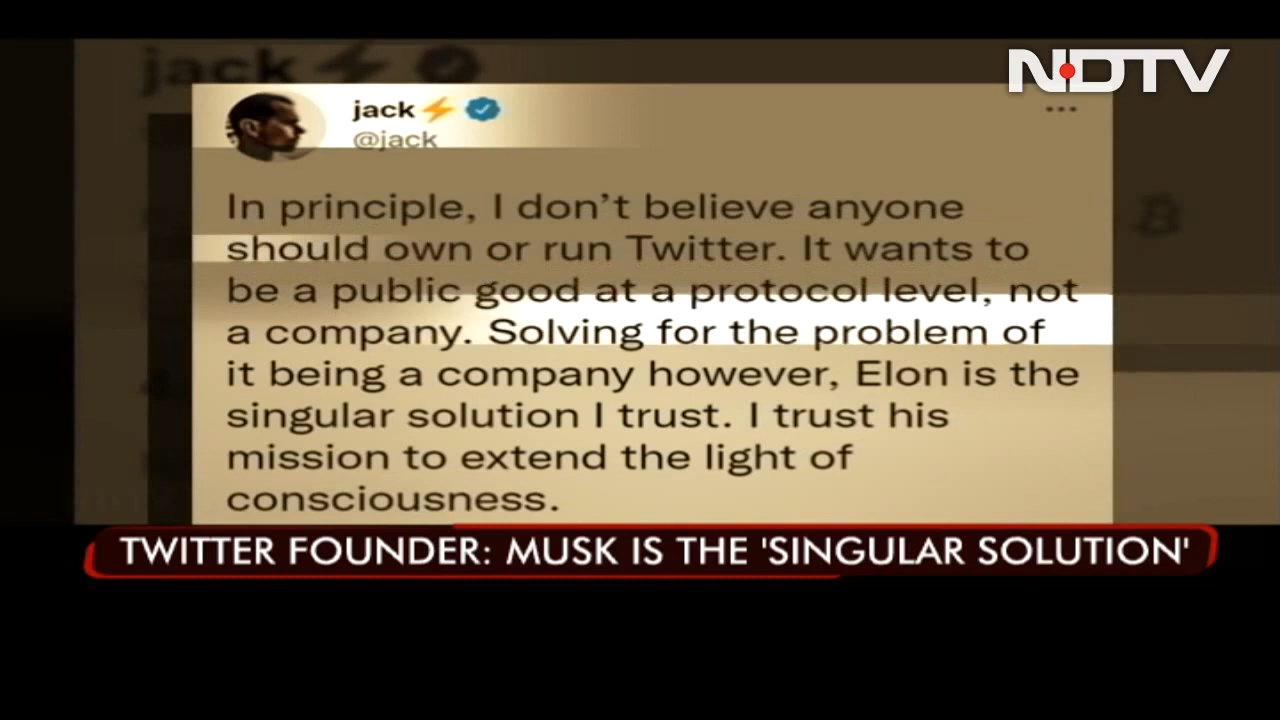 jack
NDTV
jack
@jack
In principle, I don't believe anyone
should own or run Twitter. It wants to
be a public good at a protocol level, not
a company. Solving for the problem of
it being a company however, Elon is the
singular solution I trust. I trust his
mission to extend the light of
consciousness.
TWITTER FOUNDER: MUSK IS THE 'SINGULAR SOLUTION'